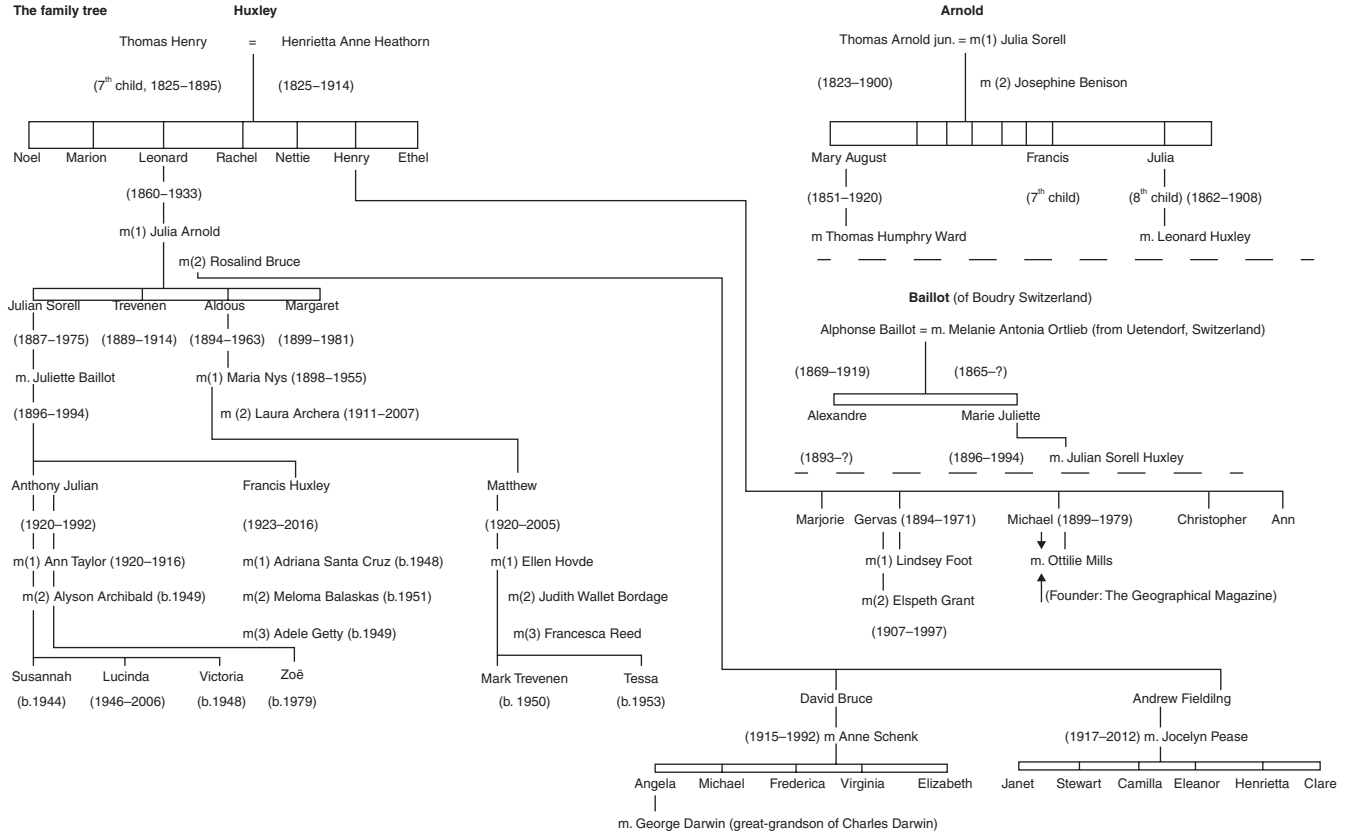 The family tree
Huxley
Thomas Henry = Henrietta Anne Heathorn
(7th child, 1825–1895) (1825–1914)
Noel Marion Leonard Rachel Nettie Henry Ethel
(1860–1933)
m(1) Julia Arnold
m(2) Rosalind Bruce
Julian Sorell Trevenen Aldous Margaret
(1887–1975) (1889–1914) (1894–1963) (1899–1981)
m. Juliette Baillot m(1) Maria Nys (1898–1955)
(1896–1994) m (2) Laura Archera (1911–2007)
Anthony Julian Francis Huxley Matthew
(1920–1992) (1923–2016) (1920–2005)
m(1) Ann Taylor (1920–1916) m(1) Adriana Santa Cruz (b.1948) m(1) Ellen Hovde
m(2) Alyson Archibald (b.1949) m(2) Meloma Balaskas (b.1951) m(2) Judith Wallet Bordage
m(3) Adele Getty (b.1949) m(3) Francesca Reed
Susannah Lucinda Victoria Zoë Mark Trevenen Tessa
(b.1944) (1946–2006) (b.1948) (b.1979) (b. 1950) (b.1953)
Arnold
Thomas Arnold jun. = m(1) Julia Sorell
(1823–1900) m (2) Josephine Benison
Mary August Francis Julia
(1851–1920) (7th child) (8th child) (1862–1908)
m Thomas Humphry Ward m. Leonard Huxley
Baillot (of Boudry Switzerland)
Alphonse Baillot = m. Melanie Antonia Ortlieb (from Uetendorf, Switzerland)
(1869–1919) (1865–?)
Alexandre Marie Juliette
(1893–?) (1896–1994) m. Julian Sorell Huxley
Marjorie Gervas (1894–1971) Michael (1899–1979) Christopher Ann
m(1) Lindsey Foot m. Ottilie Mills
m(2) Elspeth Grant (Founder: The Geographical Magazine)
(1907–1997)
David Bruce Andrew Fieldilng
(1915–1992) m Anne Schenk (1917–2012) m. Jocelyn Pease
Angela Michael Frederica Virginia Elizabeth Janet Stewart Camilla Eleanor Henrietta Clare
m. George Darwin (great-grandson of Charles Darwin)